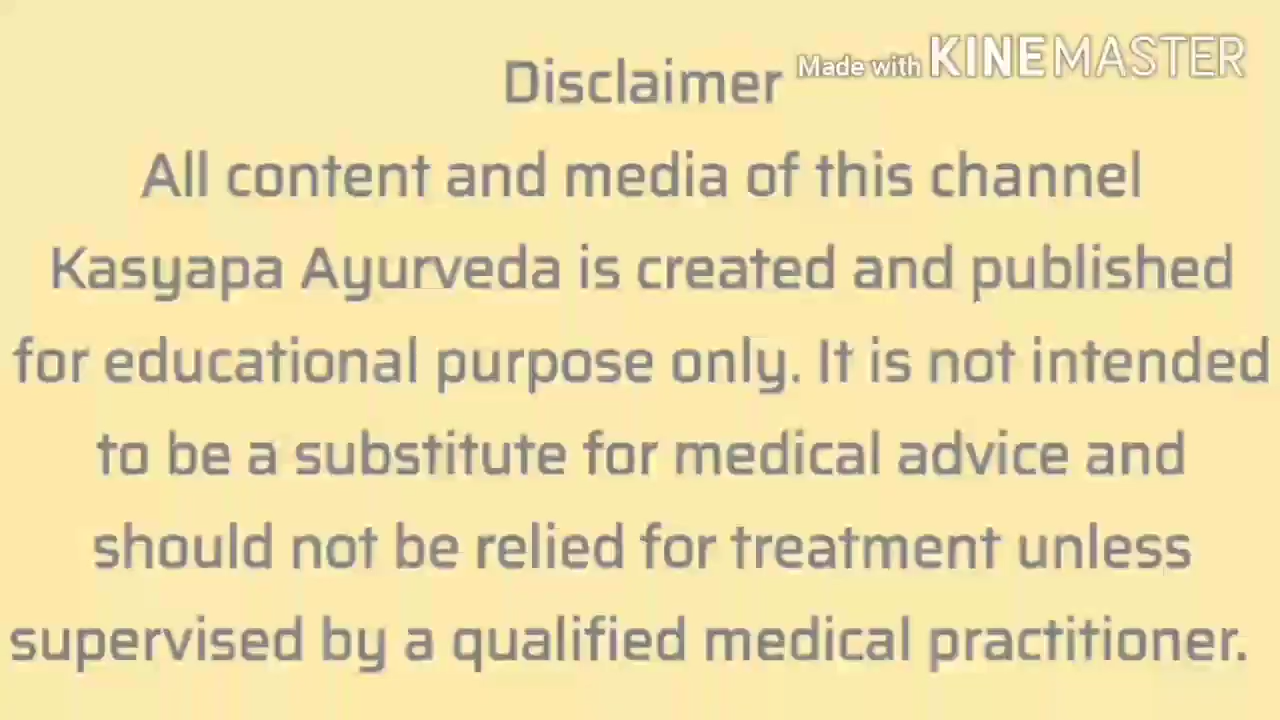 Disclaimer
Made with KINEMASTER
All content and media of this channel
Kasyapa Ayurveda is created and published
for educational purpose only. It is not intended
to be a substitute for medical advice and
should not be relied for treatment unless
supervised by a qualified medical practitioner.